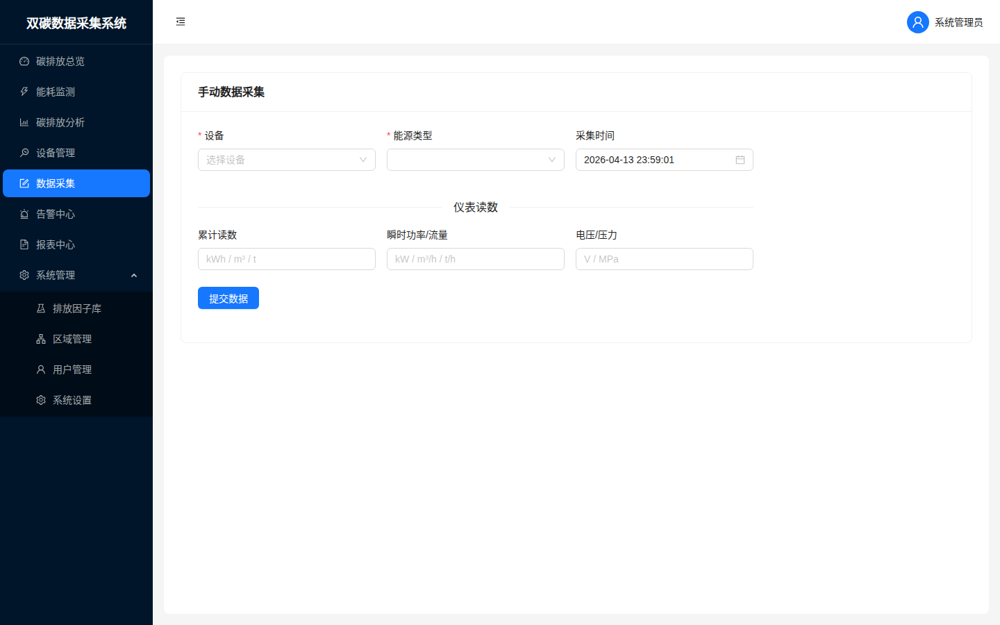 双碳数据采集系统
系统管理员
碳排放总览
能耗监测
碳排放分析
设备管理
数据采集
告警中心
报表中心
系统管理
排放因子库
区域管理
用户管理
系统设置
手动数据采集
* 设备
* 能源类型
采集时间
选择设备
2026-04-13 23:59:01
仪表读数
累计读数
瞬时功率/流量
电压/压力
kWh / m³ / t
kW / m³/h / t/h
V / MPa
提交数据